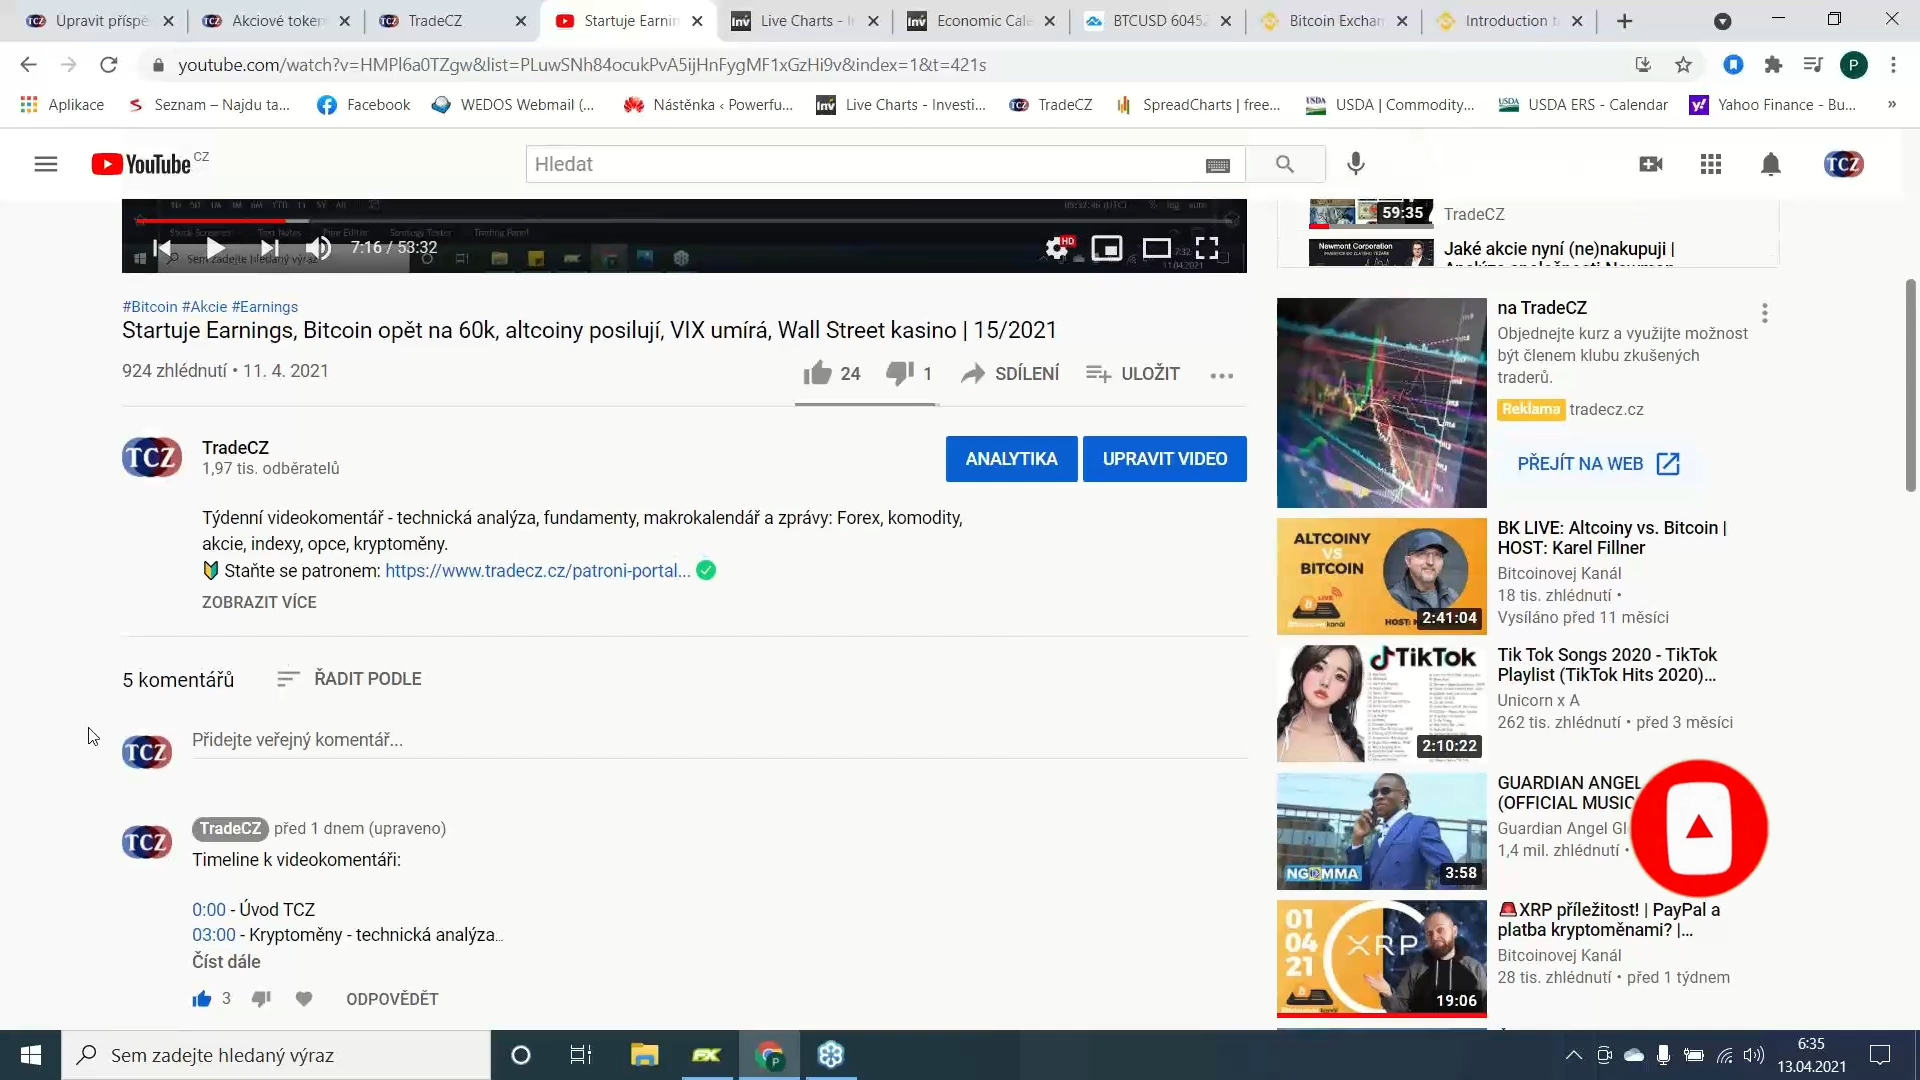 Upravit příspě
Akciové token
TradeCZ
Startuje Earnin
Live Charts - I
Economic Cale
BTCUSD 6045
Bitcoin Exchan
Introduction t
youtube.com/watch?v=HMPl6a0TZgw&list=PLuwSNh84ocukPvA5ijHnFygMF1xGzHi9v&index=1&t=421s
P
Aplikace
Seznam – Najdu ta...
Facebook
WEDOS Webmail (...
Nástěnka ‹ Powerfu...
Live Charts - Investi...
TradeCZ
SpreadCharts | free...
USDA | Commodity...
USDA ERS - Calendar
Yahoo Finance - Bu...
»
YouTube CZ
Hledat
TCZ
7:16 / 53:32
HD
59:35
TradeCZ
Newmont Corporation
Jaké akcie nyní (ne)nakupuji |
#Bitcoin #Akcie #Earnings
Startuje Earnings, Bitcoin opět na 60k, altcoiny posilují, VIX umírá, Wall Street kasino | 15/2021
924 zhlédnutí • 11. 4. 2021
24
1
SDÍLENÍ
ULOŽIT
TCZ
TradeCZ
1,97 tis. odběratelů
ANALYTIKA
UPRAVIT VIDEO
Týdenní videokomentář - technická analýza, fundamenty, makrokalendář a zprávy: Forex, komodity,
akcie, indexy, opce, kryptoměny.
Staňte se patronem: https://www.tradecz.cz/patroni-portal...
ZOBRAZIT VÍCE
5 komentářů
ŘADIT PODLE
TCZ
Přidejte veřejný komentář...
TCZ
TradeCZ před 1 dnem (upraveno)
Timeline k videokomentáři:
0:00 - Úvod TCZ
03:00 - Kryptoměny - technická analýza...
Číst dále
3
ODPOVĚDĚT
na TradeCZ
Objednejte kurz a využijte možnost
být členem klubu zkušených
traderů.
Reklama tradecz.cz
PŘEJÍT NA WEB
ALTCOINY
VS
BITCOIN
LIVE
2:41:04
BK LIVE: Altcoiny vs. Bitcoin |
HOST: Karel Fillner
Bitcoinovej Kanál
18 tis. zhlédnutí •
Vysíláno před 11 měsíci
TikTok
2:10:22
Tik Tok Songs 2020 - TikTok
Playlist (TikTok Hits 2020)...
Unicorn x A
262 tis. zhlédnutí • před 3 měsíci
3:58
GUARDIAN ANGEL
(OFFICIAL MUSIC
Guardian Angel Gl
1,4 mil. zhlédnutí •
01
04
21
XRP
19:06
XRP příležitost! | PayPal a
platba kryptoměnami? |...
Bitcoinovej Kanál
28 tis. zhlédnutí • před 1 týdnem
Sem zadejte hledaný výraz
6:35
13.04.2021